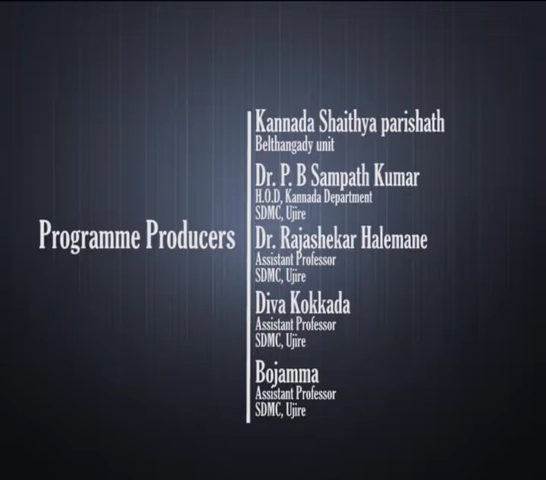 Programme Producers
Kannada Shaithya parishath
Belthangady unit
Dr. P. B Sampath Kumar
H.O.D, Kannada Department
SDMC, Ujire
Dr. Rajashekar Halemane
Assistant Professor
SDMC, Ujire
Diva Kokkada
Assistant Professor
SDMC, Ujire
Bojamma
Assistant Professor
SDMC, Ujire